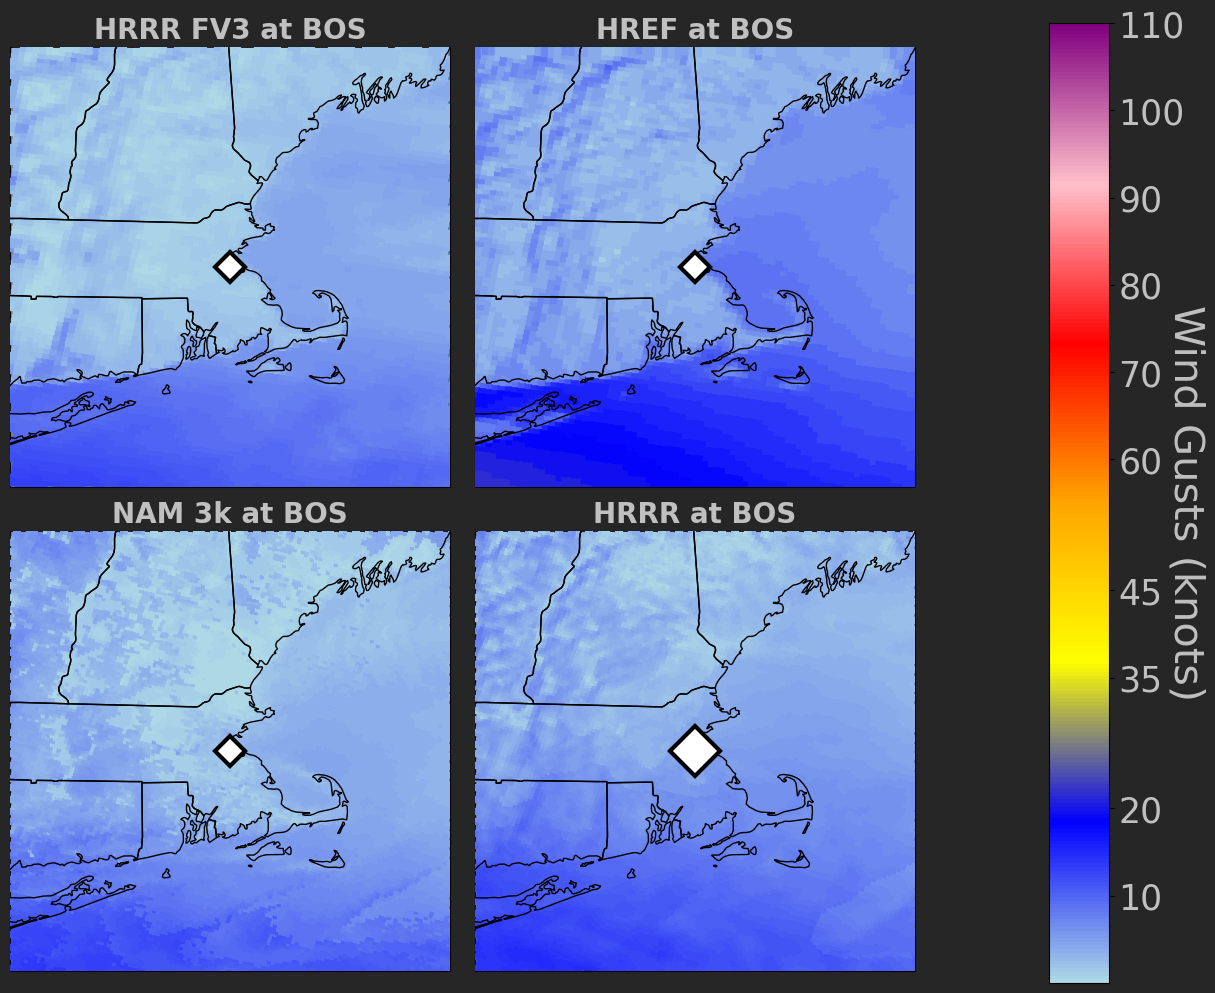 HRRR FV3 at BOS
HREF at BOS
NAM 3k at BOS
HRRR at BOS
110
100
90
80
70
60
45
35
20
10
Wind Gusts (knots)